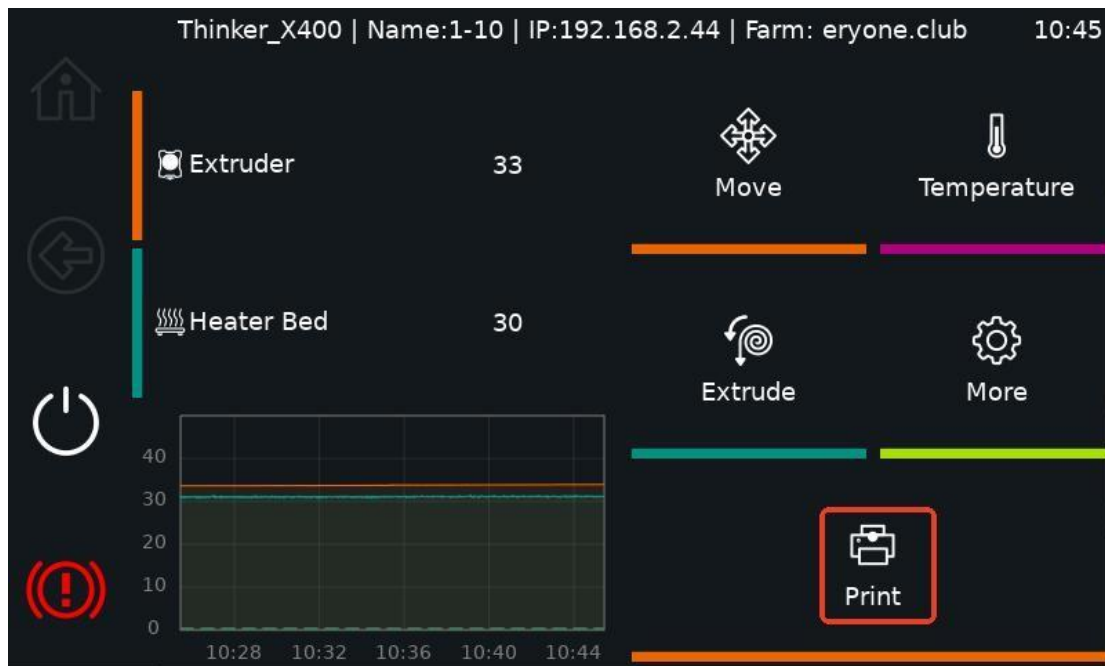 Thinker_X400 | Name:1-10 | IP:192.168.2.44 | Farm: eryone.club 10:45
Extruder 33
Heater Bed 30
Move
Temperature
Extrude
More
Print
40
30
20
10
0
10:28 10:32 10:36 10:40 10:44